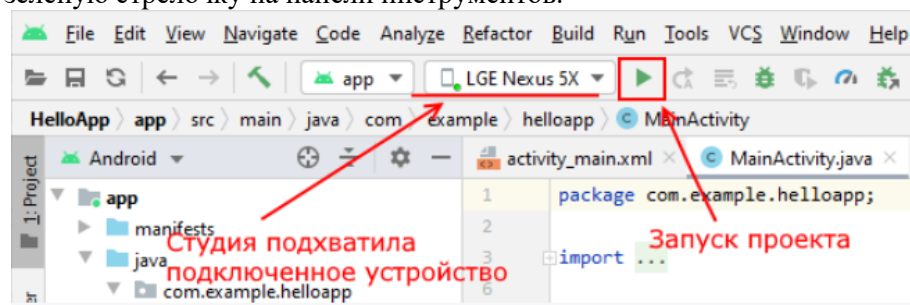 зеленую стрелочку на панели инструментов.
File Edit View Navigate Code Analyze Refactor Build Run Tools VCS Window Help
app LGE Nexus 5X
HelloApp app src main java com example helloapp C MainActivity
1: Project
Android
activity_main.xml
C MainActivity.java
app
manifests
java
com.example.helloapp
1 package com.example.helloapp;
2
3 import ...
6
Студия подхватила
подключенное устройство
Запуск проекта